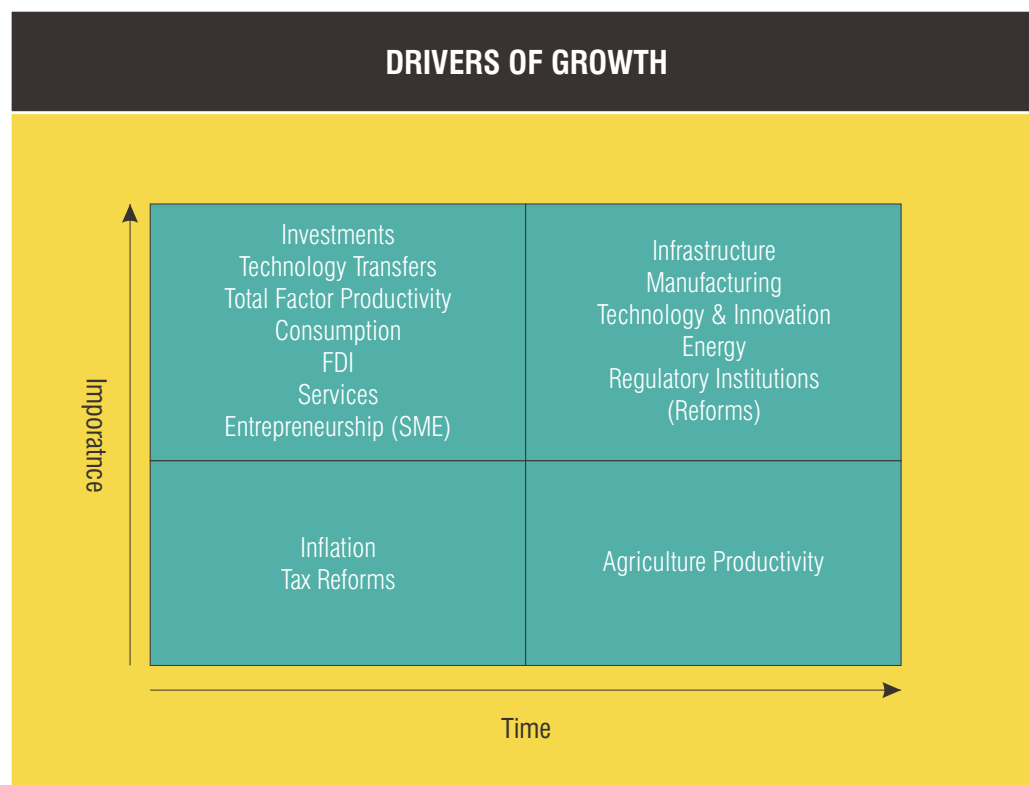 DRIVERS OF GROWTH
Imporatnce
Investments
Technology Transfers
Total Factor Productivity
Consumption
FDI
Services
Entrepreneurship (SME)
Infrastructure
Manufacturing
Technology & Innovation
Energy
Regulatory Institutions
(Reforms)
Inflation
Tax Reforms
Agriculture Productivity
Time